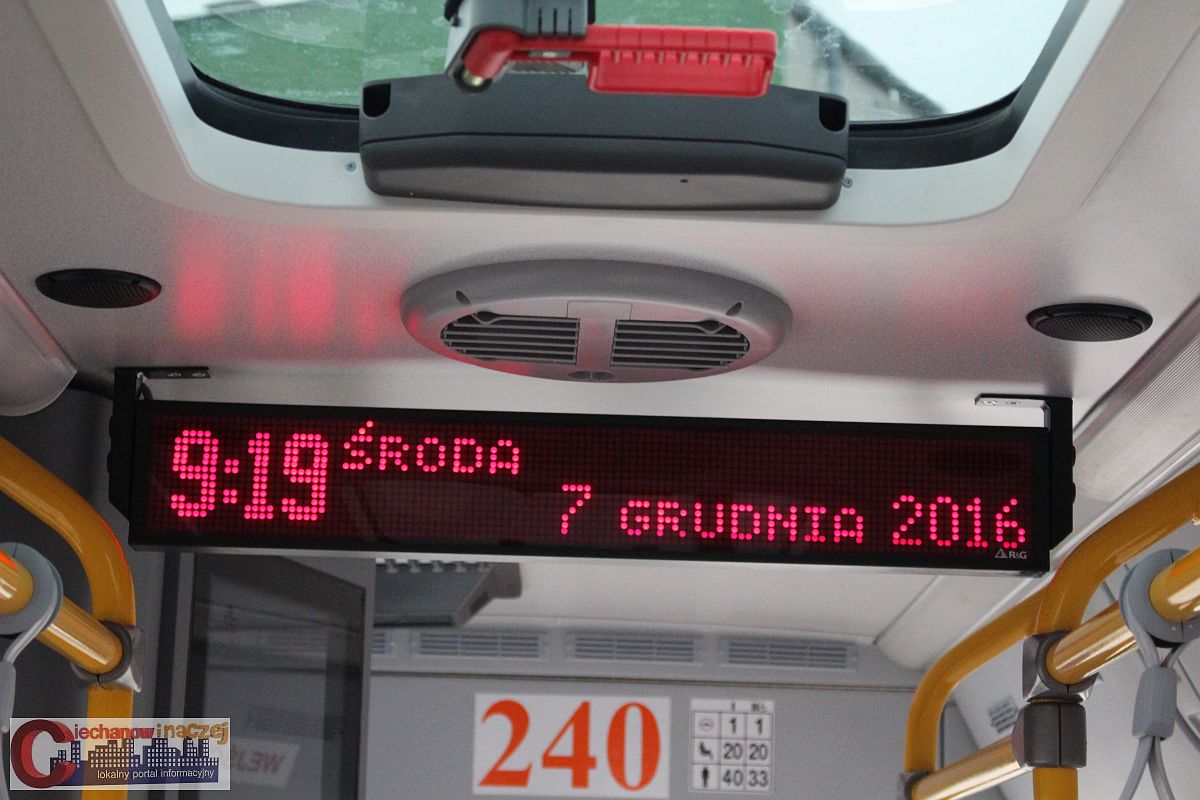 9:19 ŚRODA
7 GRUDNIA 2016
R&G
240
1 1
20 20
40 33
Ciechanow inaczej
lokalny portal informacyjny